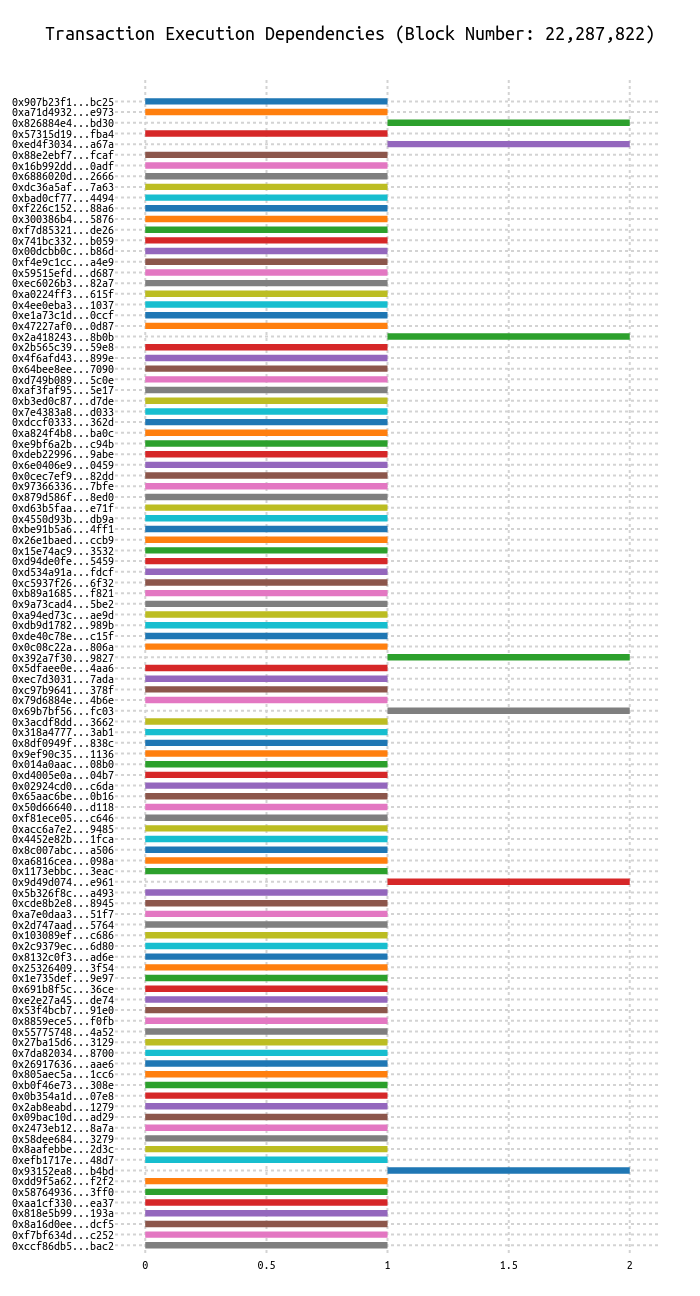 Transaction Execution Dependencies (Block Number: 22,287,822)
0x907b23f1...bc25
0xa71d4932...e973
0x826884e4...bd30
0x57315d19...fba4
0xed4f3034...a67a
0x88e2ebf7...fcaf
0x16b992dd...0adf
0x6886020d...2666
0xdc36a5af...7a63
0xbad0cf77...4494
0xf226c152...88a6
0x300386b4...5876
0xf7d85321...de26
0x741bc332...b059
0x00dcbb0c...b86d
0xf4e9c1cc...a4e9
0x59515efd...d687
0xec6026b3...82a7
0xa0224ff3...615f
0x4ee0eba3...1037
0xe1a73c1d...0ccf
0x47227af0...0d87
0x2a418243...8b0b
0x2b565c39...59e8
0x4f6afd43...899e
0x64bee8ee...7090
0xd749b089...5c0e
0xaf3faf95...5e17
0xb3ed0c87...d7de
0x7e4383a8...d033
0xdccf0333...362d
0xa824f4b8...ba0c
0xe9bf6a2b...c94b
0xdeb22996...9abe
0x6e0406e9...0459
0x0cec7ef9...82dd
0x97366336...7bfe
0x879d586f...8ed0
0xd63b5faa...e71f
0x4550d93b...db9a
0xbe91b5a6...4ff1
0x26e1baed...ccb9
0x15e74ac9...3532
0xd94de0fe...5459
0xd534a91a...fdcf
0xc5937f26...6f32
0xb89a1685...f821
0x9a73cad4...5be2
0xa94ed73c...ae9d
0xdb9d1782...989b
0xde40c78e...c15f
0x0c08c22a...806a
0x392a7f30...9827
0x5dfaee0e...4aa6
0xec7d3031...7ada
0xc97b9641...378f
0x79d6884e...4b6e
0x69b7bf56...fc03
0x3acdf8dd...3662
0x318a4777...3ab1
0x8df0949f...838c
0x9ef90c35...1136
0x014a0aac...08b0
0xd4005e0a...04b7
0x02924cd0...c6da
0x65aac6be...0b16
0x50d66640...d118
0xf81ece05...c646
0xacc6a7e2...9485
0x4452e82b...1fca
0x8c007abc...a506
0xa6816cea...098a
0x1173ebbc...3eac
0x9d49d074...e961
0x5b326f8c...a493
0xcde8b2e8...8945
0xa7e0daa3...51f7
0x2d747aad...5764
0x103089ef...c686
0x2c9379ec...6d80
0x8132c0f3...ad6e
0x25326409...3f54
0x1e735def...9e97
0x691b8f5c...36ce
0xe2e27a45...de74
0x53f4bcb7...91e0
0x8859ece5...f0fb
0x55775748...4a52
0x27ba15d6...3129
0x7da82034...8700
0x26917636...aae6
0x805aec5a...1cc6
0xb0f46e73...308e
0x0b354a1d...07e8
0x2ab8eabd...1279
0x09bac10d...ad29
0x2473eb12...8a7a
0x58dee684...3279
0x8aafebbe...2d3c
0xefb1717e...48d7
0x93152ea8...b4bd
0xdd9f5a62...f2f2
0x58764936...3ff0
0xaa1cf330...ea37
0x818e5b99...193a
0x8a16d0ee...dcf5
0xf7bf634d...c252
0xccf86db5...bac2
0 0.5 1 1.5 2